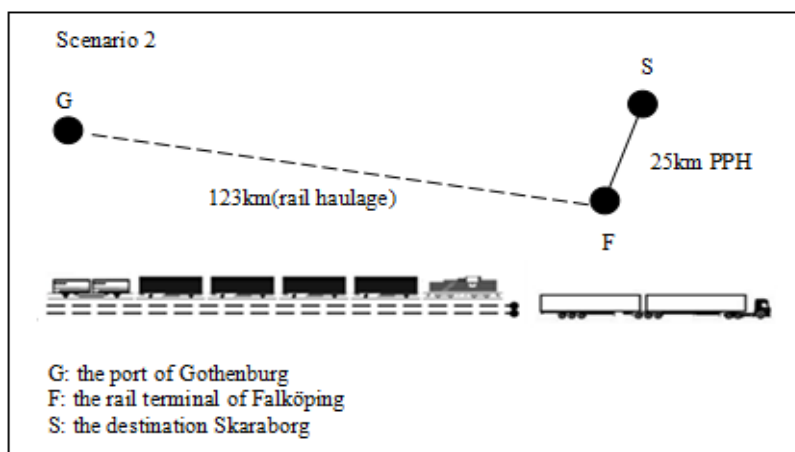 Scenario 2
S
G
25km PPH
123km(rail haulage)
F
G: the port of Gothenburg
F: the rail terminal of Falköping
S: the destination Skaraborg